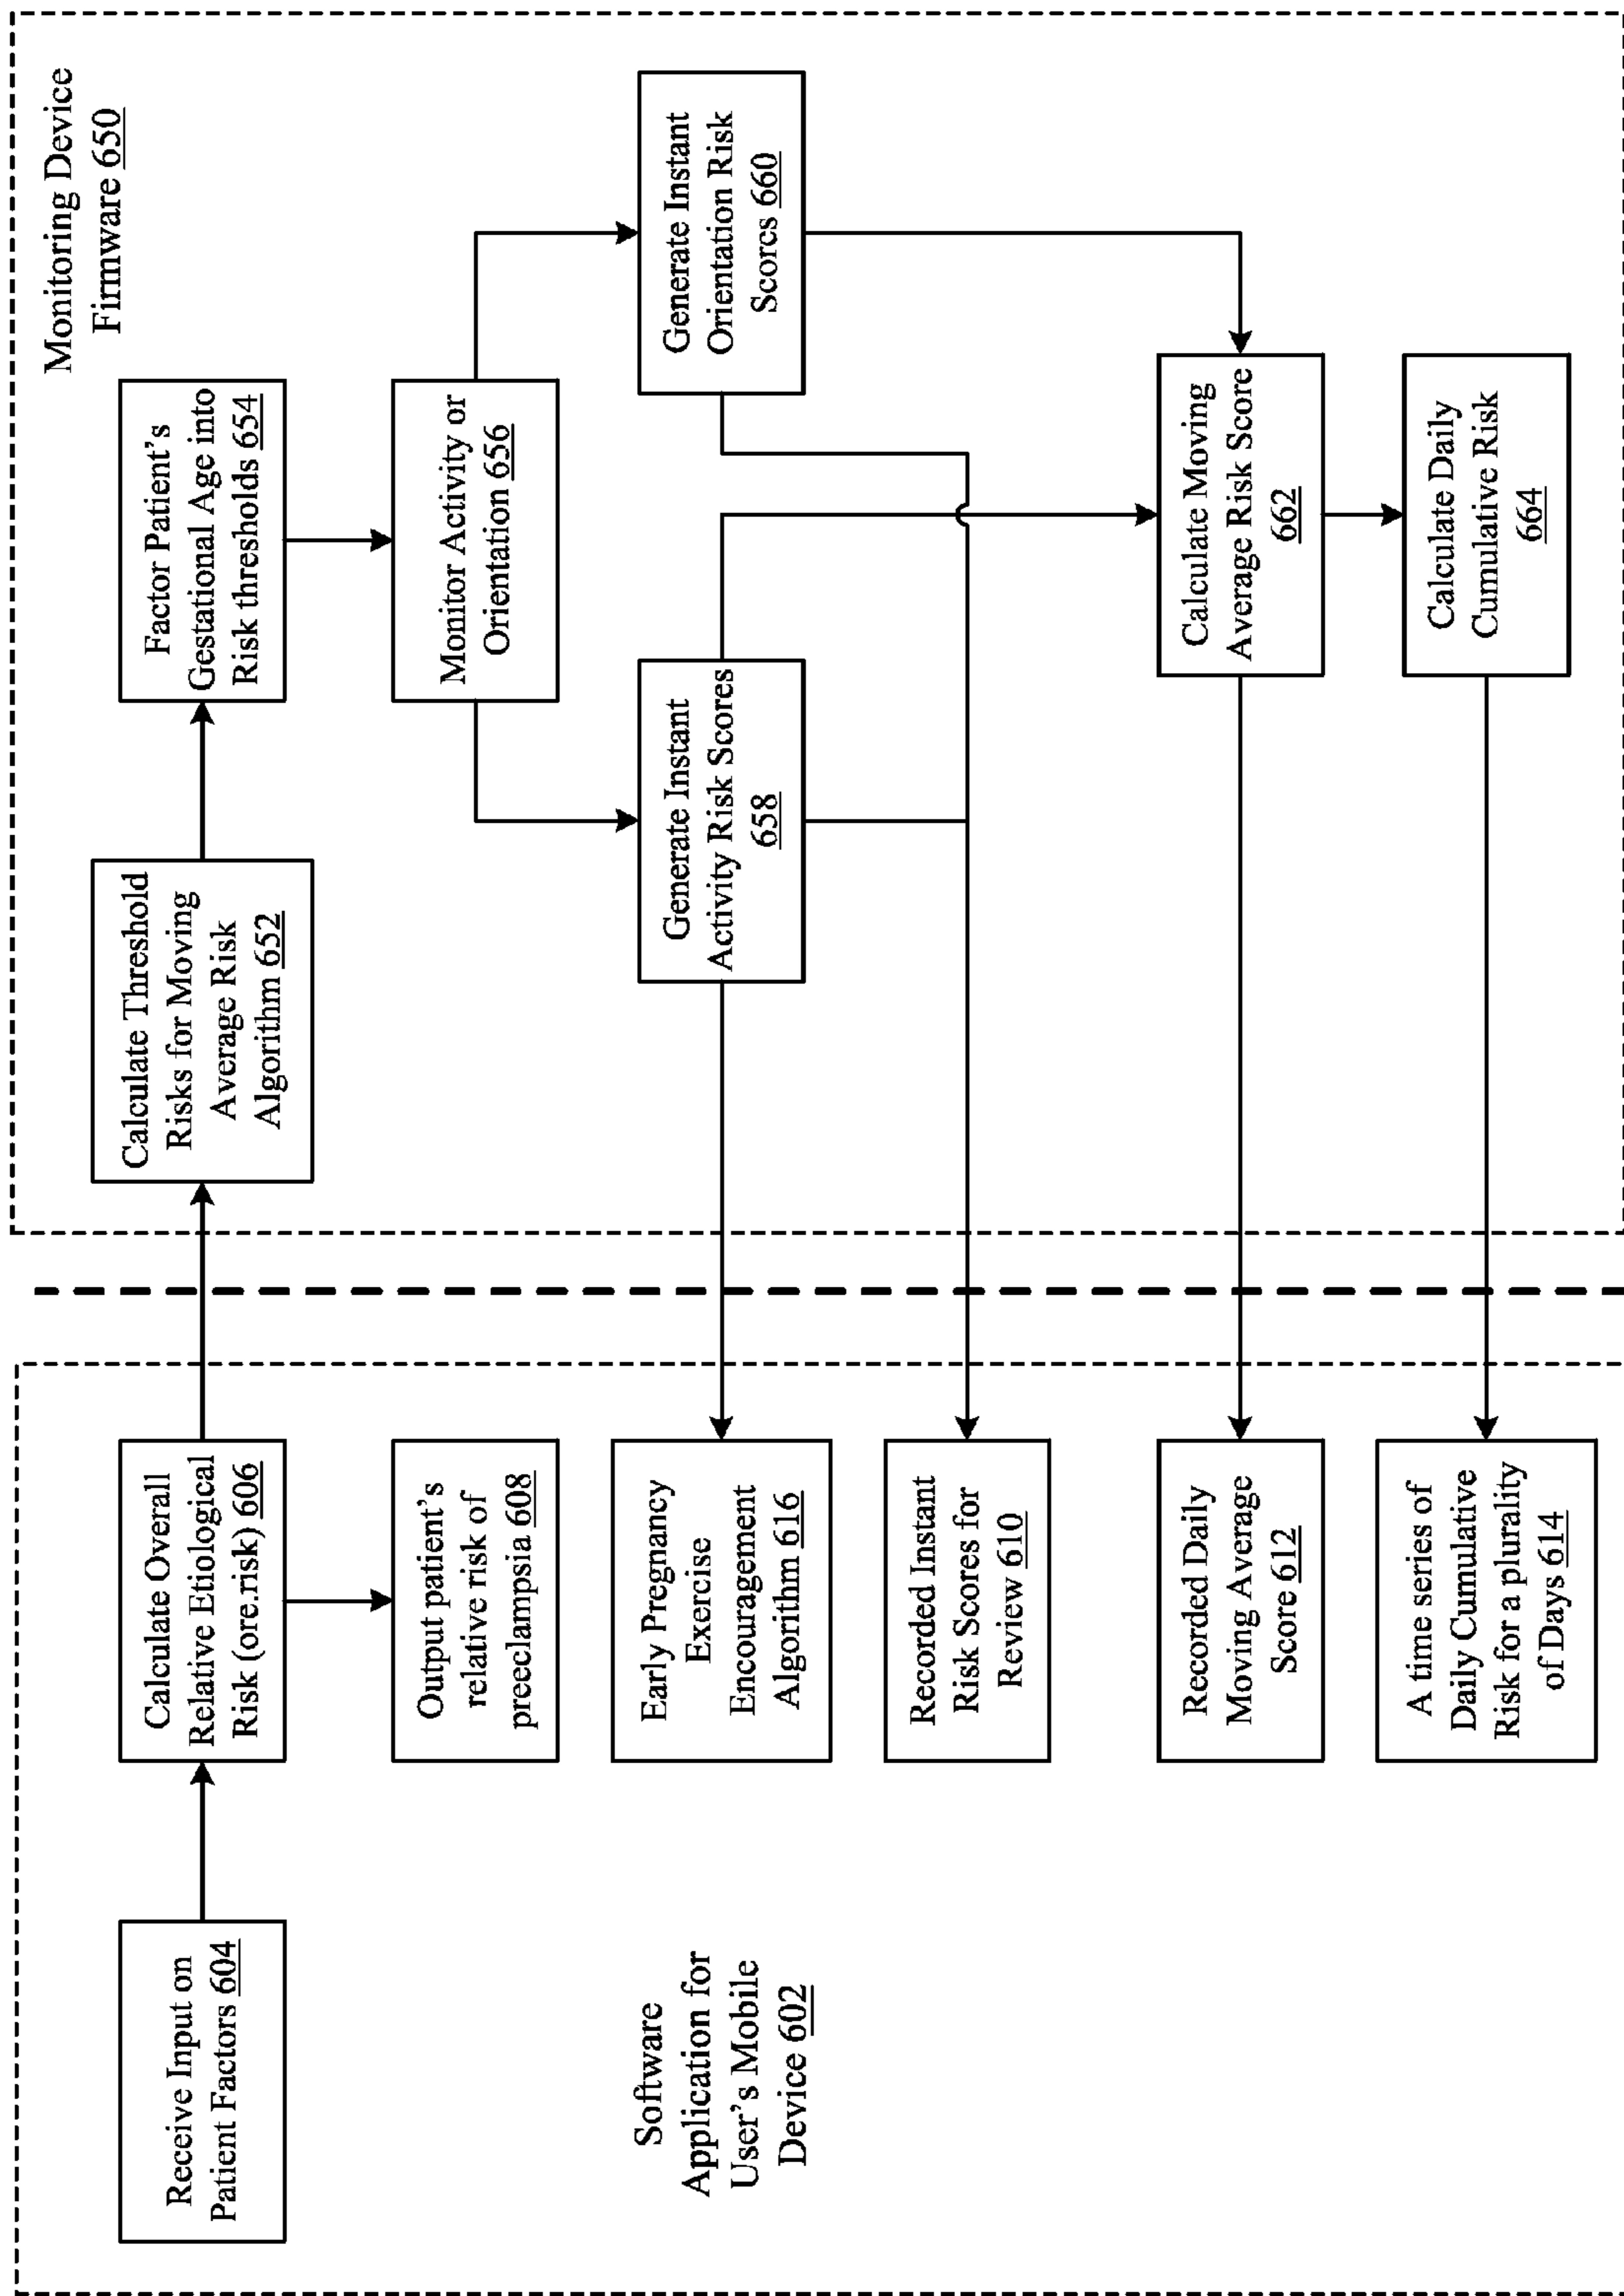 Receive Input on
Patient Factors 604
Calculate Overall
Relative Etiological
Risk (ore.risk) 606
Output patient's
relative risk of
preeclampsia 608
Early Pregnancy
Exercise
Encouragement
Algorithm 616
Recorded Instant
Risk Scores for
Review 610
Recorded Daily
Moving Average
Score 612
A time series of
Daily Cumulative
Risk for a plurality
of Days 614
Software
Application for
User's Mobile
Device 602
Monitoring Device
Firmware 650
Calculate Threshold
Risks for Moving
Average Risk
Algorithm 652
Factor Patient's
Gestational Age into
Risk thresholds 654
Monitor Activity or
Orientation 656
Generate Instant
Activity Risk Scores
658
Generate Instant
Orientation Risk
Scores 660
Calculate Moving
Average Risk Score
662
Calculate Daily
Cumulative Risk
664